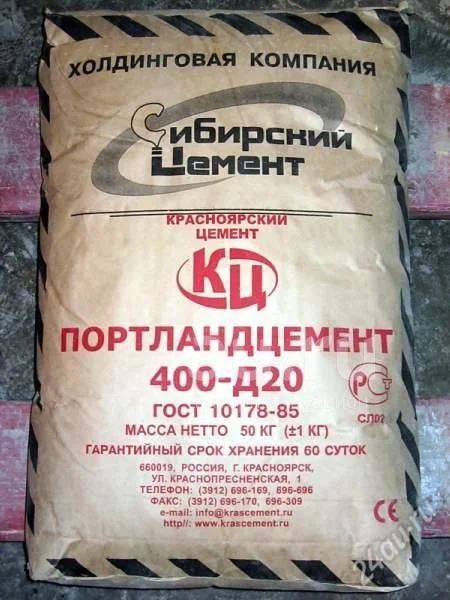 ХОЛДИНГОВАЯ КОМПАНИЯ
Сибирский
Цемент
КРАСНОЯРСКИЙ
ЦЕМЕНТ
КЦ
ПОРТЛАНДЦЕМЕНТ
400-Д20
РСТ
ГОСТ 10178-85
СЛ02
МАССА НЕТТО 50 КГ (±1 КГ)
ГАРАНТИЙНЫЙ СРОК ХРАНЕНИЯ 60 СУТОК
660019, РОССИЯ, Г. КРАСНОЯРСК,
УЛ. КРАСНОПРЕСНЕНСКАЯ, 1
ТЕЛЕФОН: (3912) 696-169, 696-696
ФАКС: (3912) 696-170, 696-309
e-mail: info@krascement.ru
http//: www.krascement.ru
CE